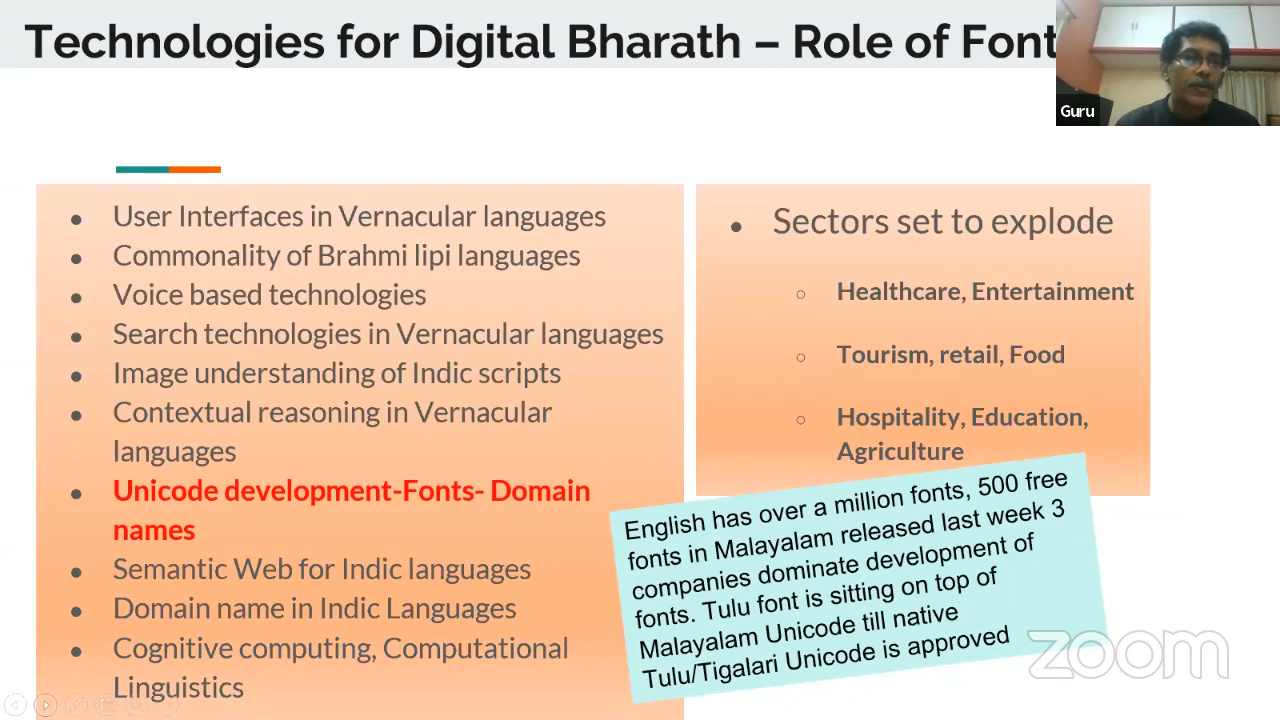 Technologies for Digital Bharath – Role of Font
Guru
User Interfaces in Vernacular languages
Commonality of Brahmi lipi languages
Voice based technologies
Search technologies in Vernacular languages
Image understanding of Indic scripts
Contextual reasoning in Vernacular
languages
Unicode development-Fonts- Domain
names
Semantic Web for Indic languages
Domain name in Indic Languages
Cognitive computing, Computational
Linguistics
Sectors set to explode
Healthcare, Entertainment
Tourism, retail, Food
Hospitality, Education,
Agriculture
English has over a million fonts, 500 free
fonts in Malayalam released last week 3
companies dominate development of
fonts. Tulu font is sitting on top of
Malayalam Unicode till native
Tulu/Tigalari Unicode is approved
zoom